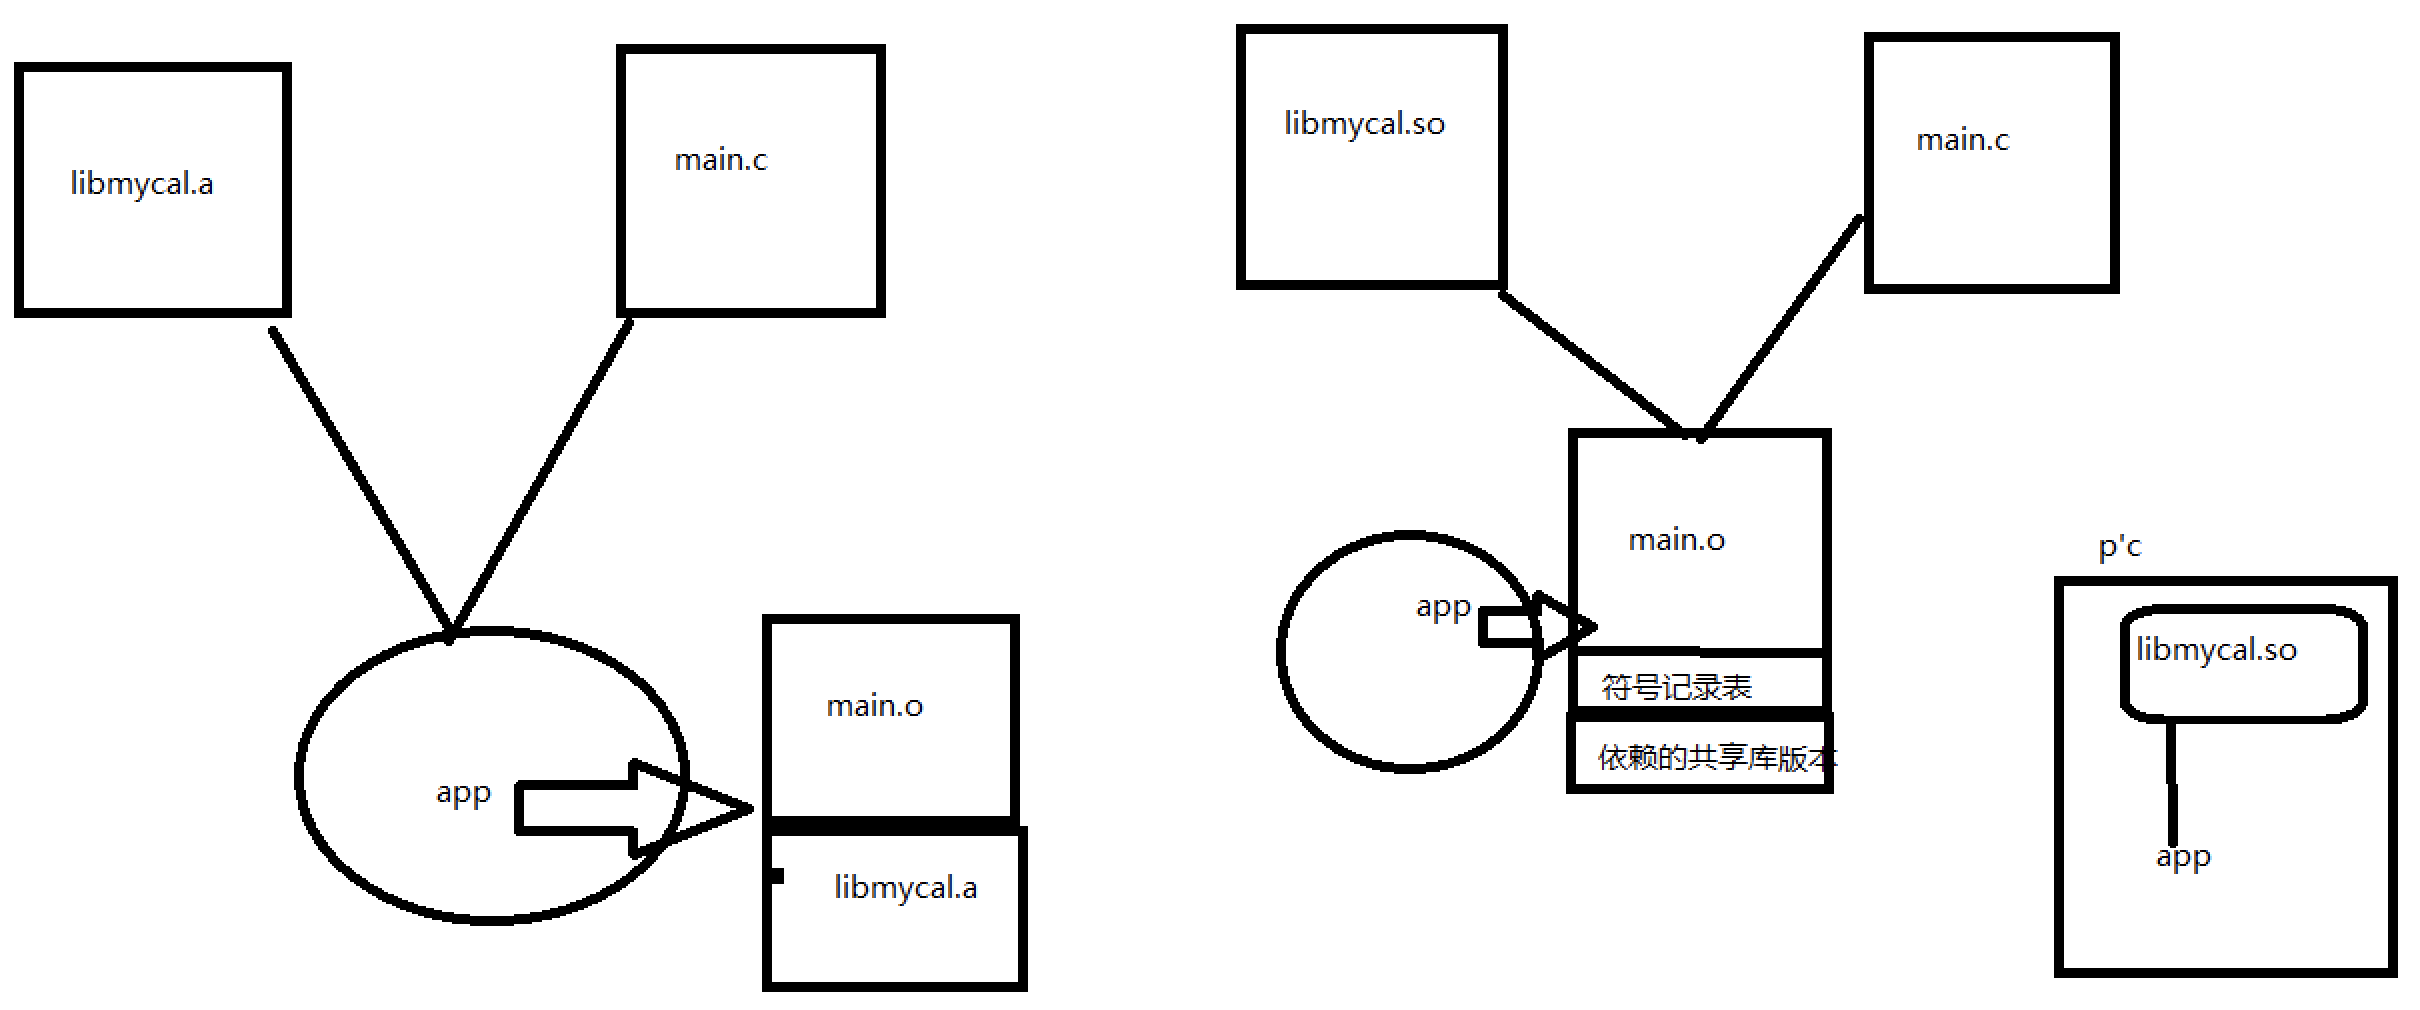 libmycal.a
main.c
app
main.o
libmycal.a
libmycal.so
main.c
main.o
app
符号记录表
依赖的共享库版本
p'c
libmycal.so
app